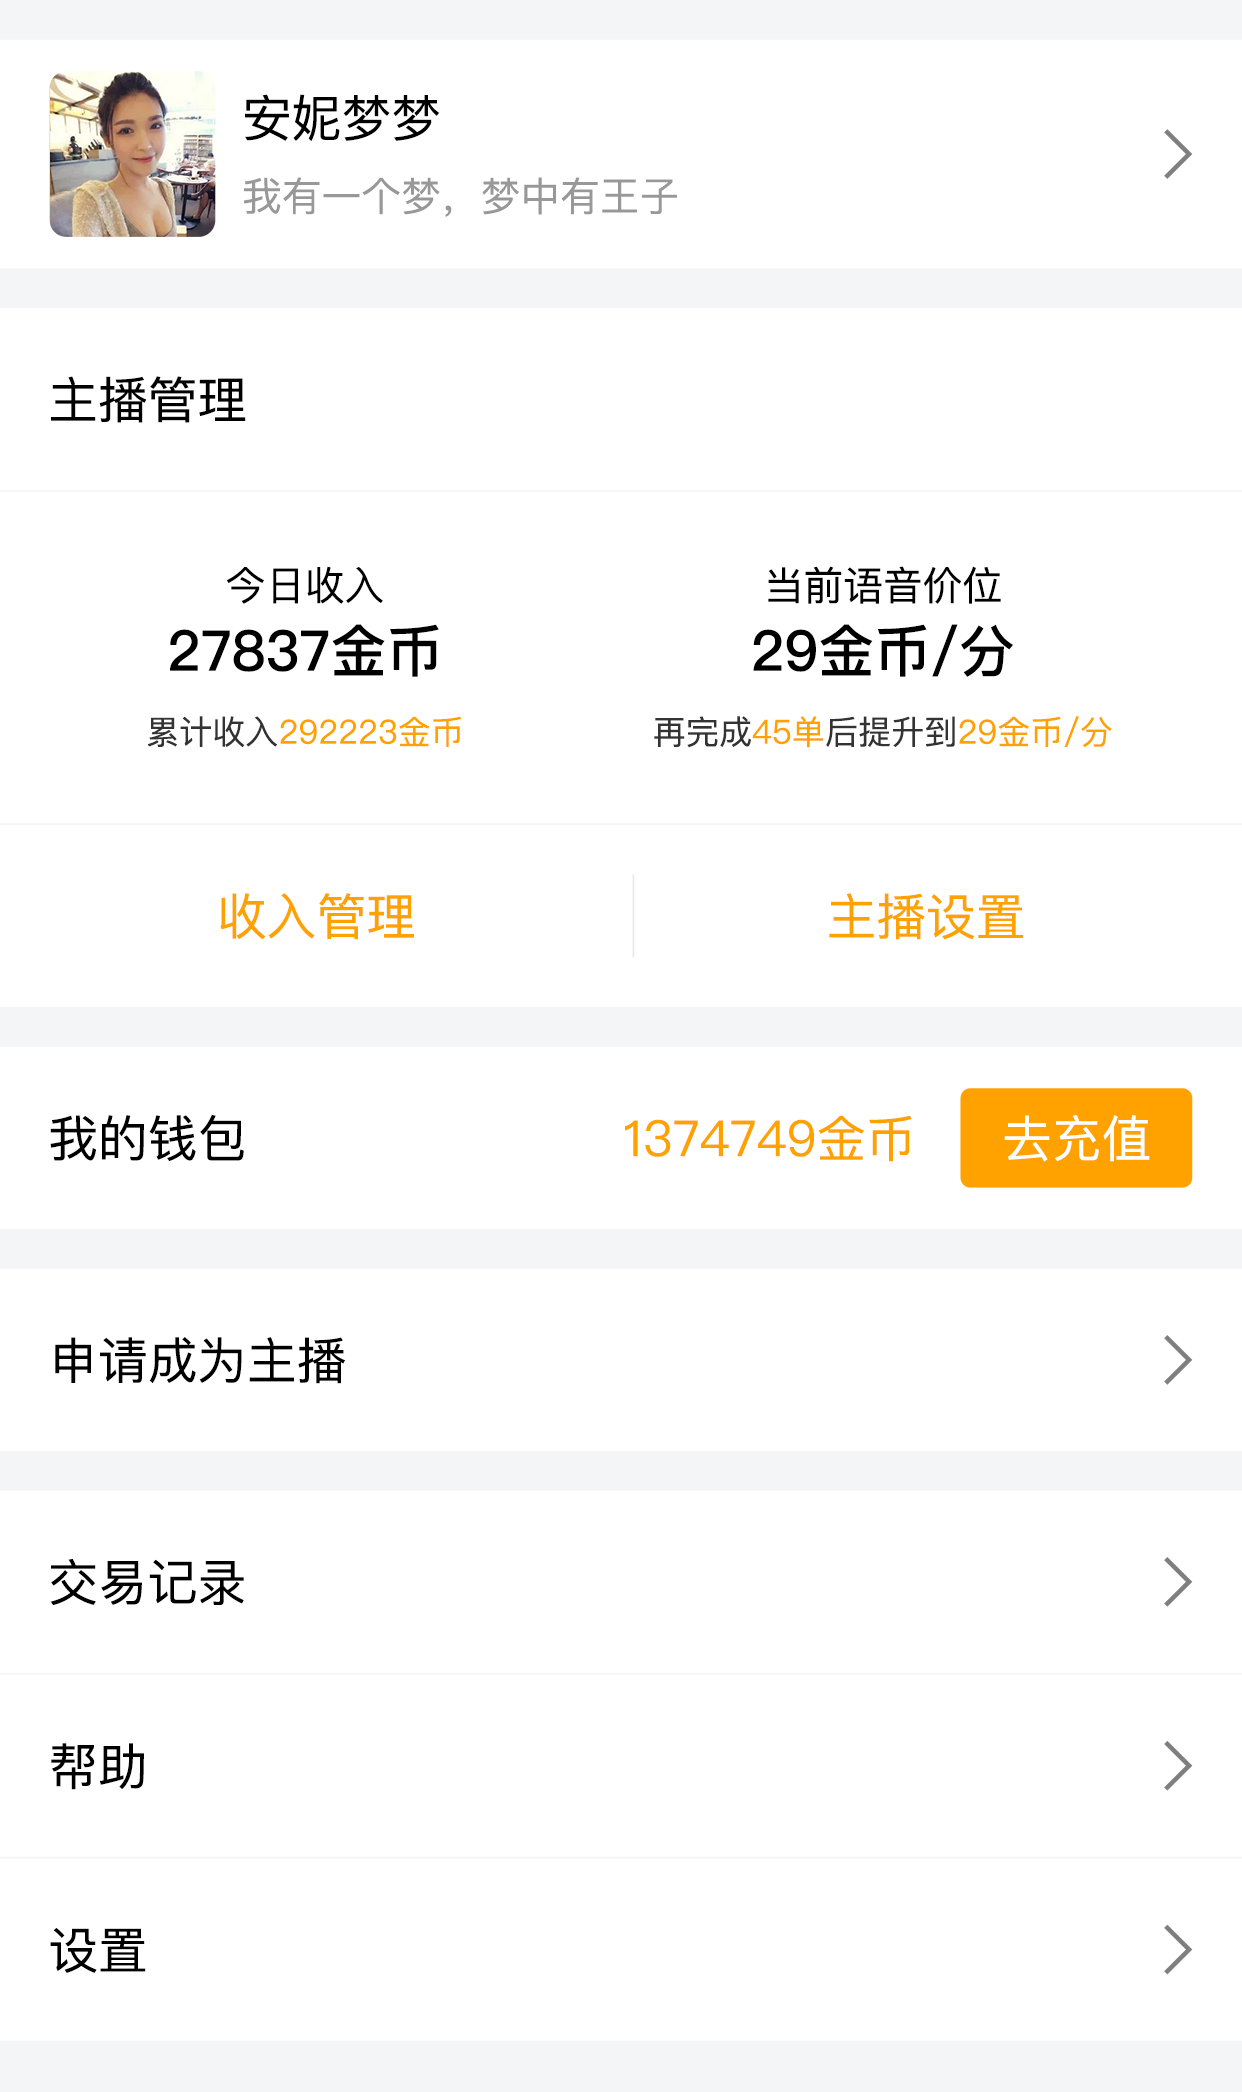 安妮梦梦
我有一个梦，梦中有王子
主播管理
今日收入
27837金币
累计收入292223金币
当前语音价位
29金币/分
再完成45单后提升到29金币/分
收入管理
主播设置
我的钱包
1374749金币
去充值
申请成为主播
交易记录
帮助
设置